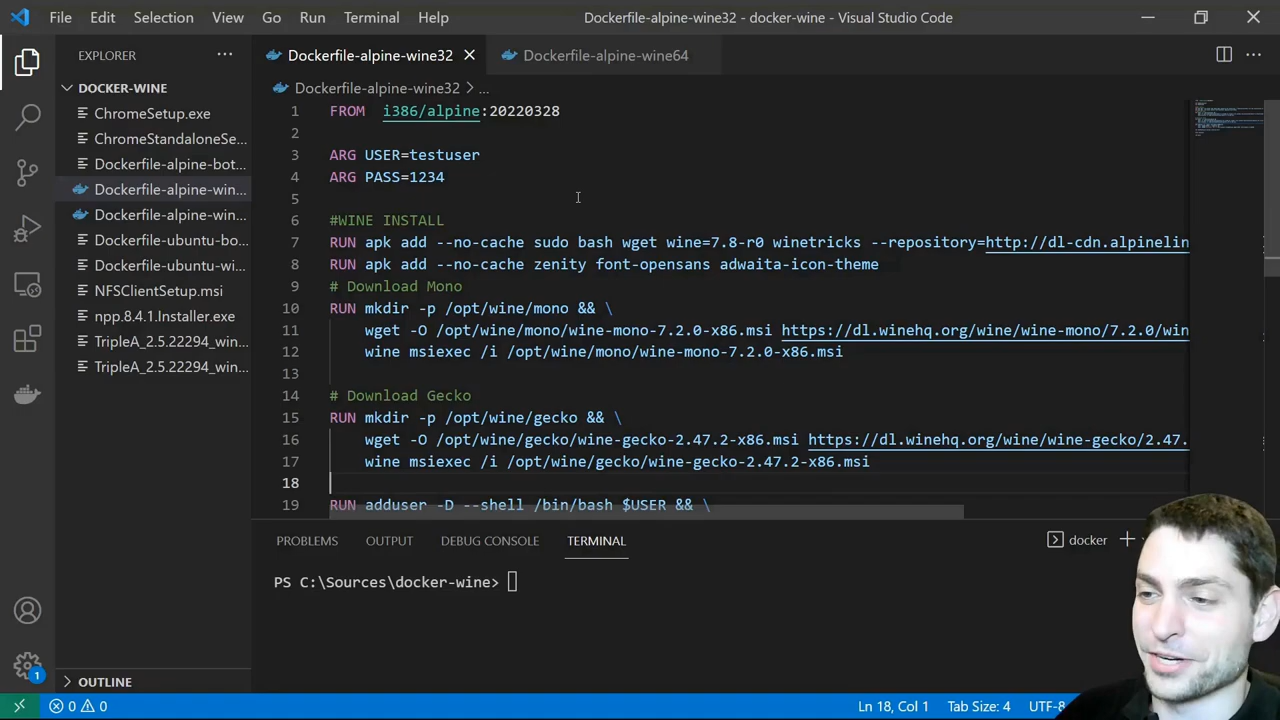 File Edit Selection View Go Run Terminal Help Dockerfile-alpine-wine32 - docker-wine - Visual Studio Code
EXPLORER
DOCKER-WINE
ChromeSetup.exe
ChromeStandaloneSe...
Dockerfile-alpine-bot...
Dockerfile-alpine-win...
Dockerfile-alpine-win...
Dockerfile-ubuntu-bo...
Dockerfile-ubuntu-wi...
NFSClientSetup.msi
npp.8.4.1.Installer.exe
TripleA_2.5.22294_win...
TripleA_2.5.22294_win...
OUTLINE
Dockerfile-alpine-wine32 Dockerfile-alpine-wine64
Dockerfile-alpine-wine32 > ...
1 FROM i386/alpine:20220328
2
3 ARG USER=testuser
4 ARG PASS=1234
5
6 #WINE INSTALL
7 RUN apk add --no-cache sudo bash wget wine=7.8-r0 winetricks --repository=http://dl-cdn.alpinelin
8 RUN apk add --no-cache zenity font-opensans adwaita-icon-theme
9 # Download Mono
10 RUN mkdir -p /opt/wine/mono && \
11 wget -O /opt/wine/mono/wine-mono-7.2.0-x86.msi https://dl.winehq.org/wine/wine-mono/7.2.0/win
12 wine msiexec /i /opt/wine/mono/wine-mono-7.2.0-x86.msi
13
14 # Download Gecko
15 RUN mkdir -p /opt/wine/gecko && \
16 wget -O /opt/wine/gecko/wine-gecko-2.47.2-x86.msi https://dl.winehq.org/wine/wine-gecko/2.47.
17 wine msiexec /i /opt/wine/gecko/wine-gecko-2.47.2-x86.msi
18
19 RUN adduser -D --shell /bin/bash $USER && \
PROBLEMS OUTPUT DEBUG CONSOLE TERMINAL docker
PS C:\Sources\docker-wine>
1
0 0 Ln 18, Col 1 Tab Size: 4 UTF-8